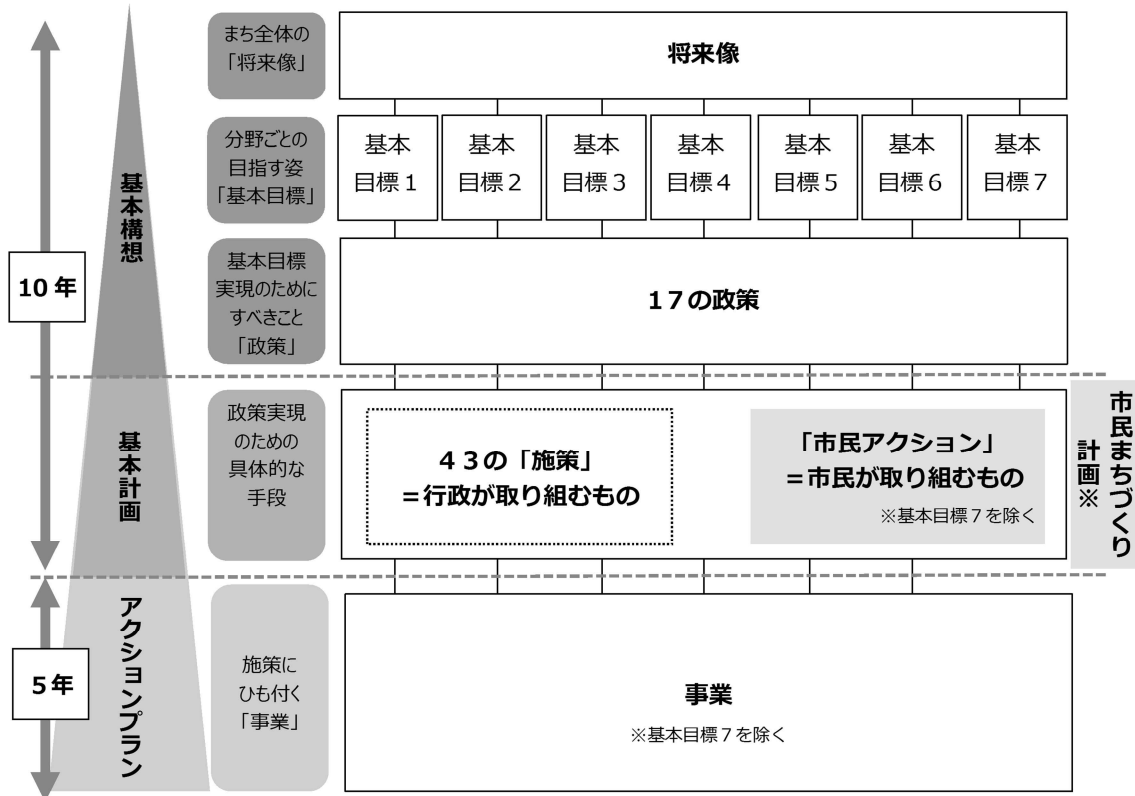 まち全体の
「将来像」
将来像
分野ごとの
目指す姿
「基本目標」
基本
目標１
基本
目標２
基本
目標３
基本
目標４
基本
目標５
基本
目標６
基本
目標７
基本構想
10年
基本目標
実現のために
すべきこと
「政策」
１７の政策
基本計画
政策実現
のための
具体的な
手段
４３の「施策」
＝行政が取り組むもの
「市民アクション」
＝市民が取り組むもの
※基本目標７を除く
市民まちづくり
計画※
アクションプラン
５年
施策に
ひも付く
「事業」
事業
※基本目標７を除く